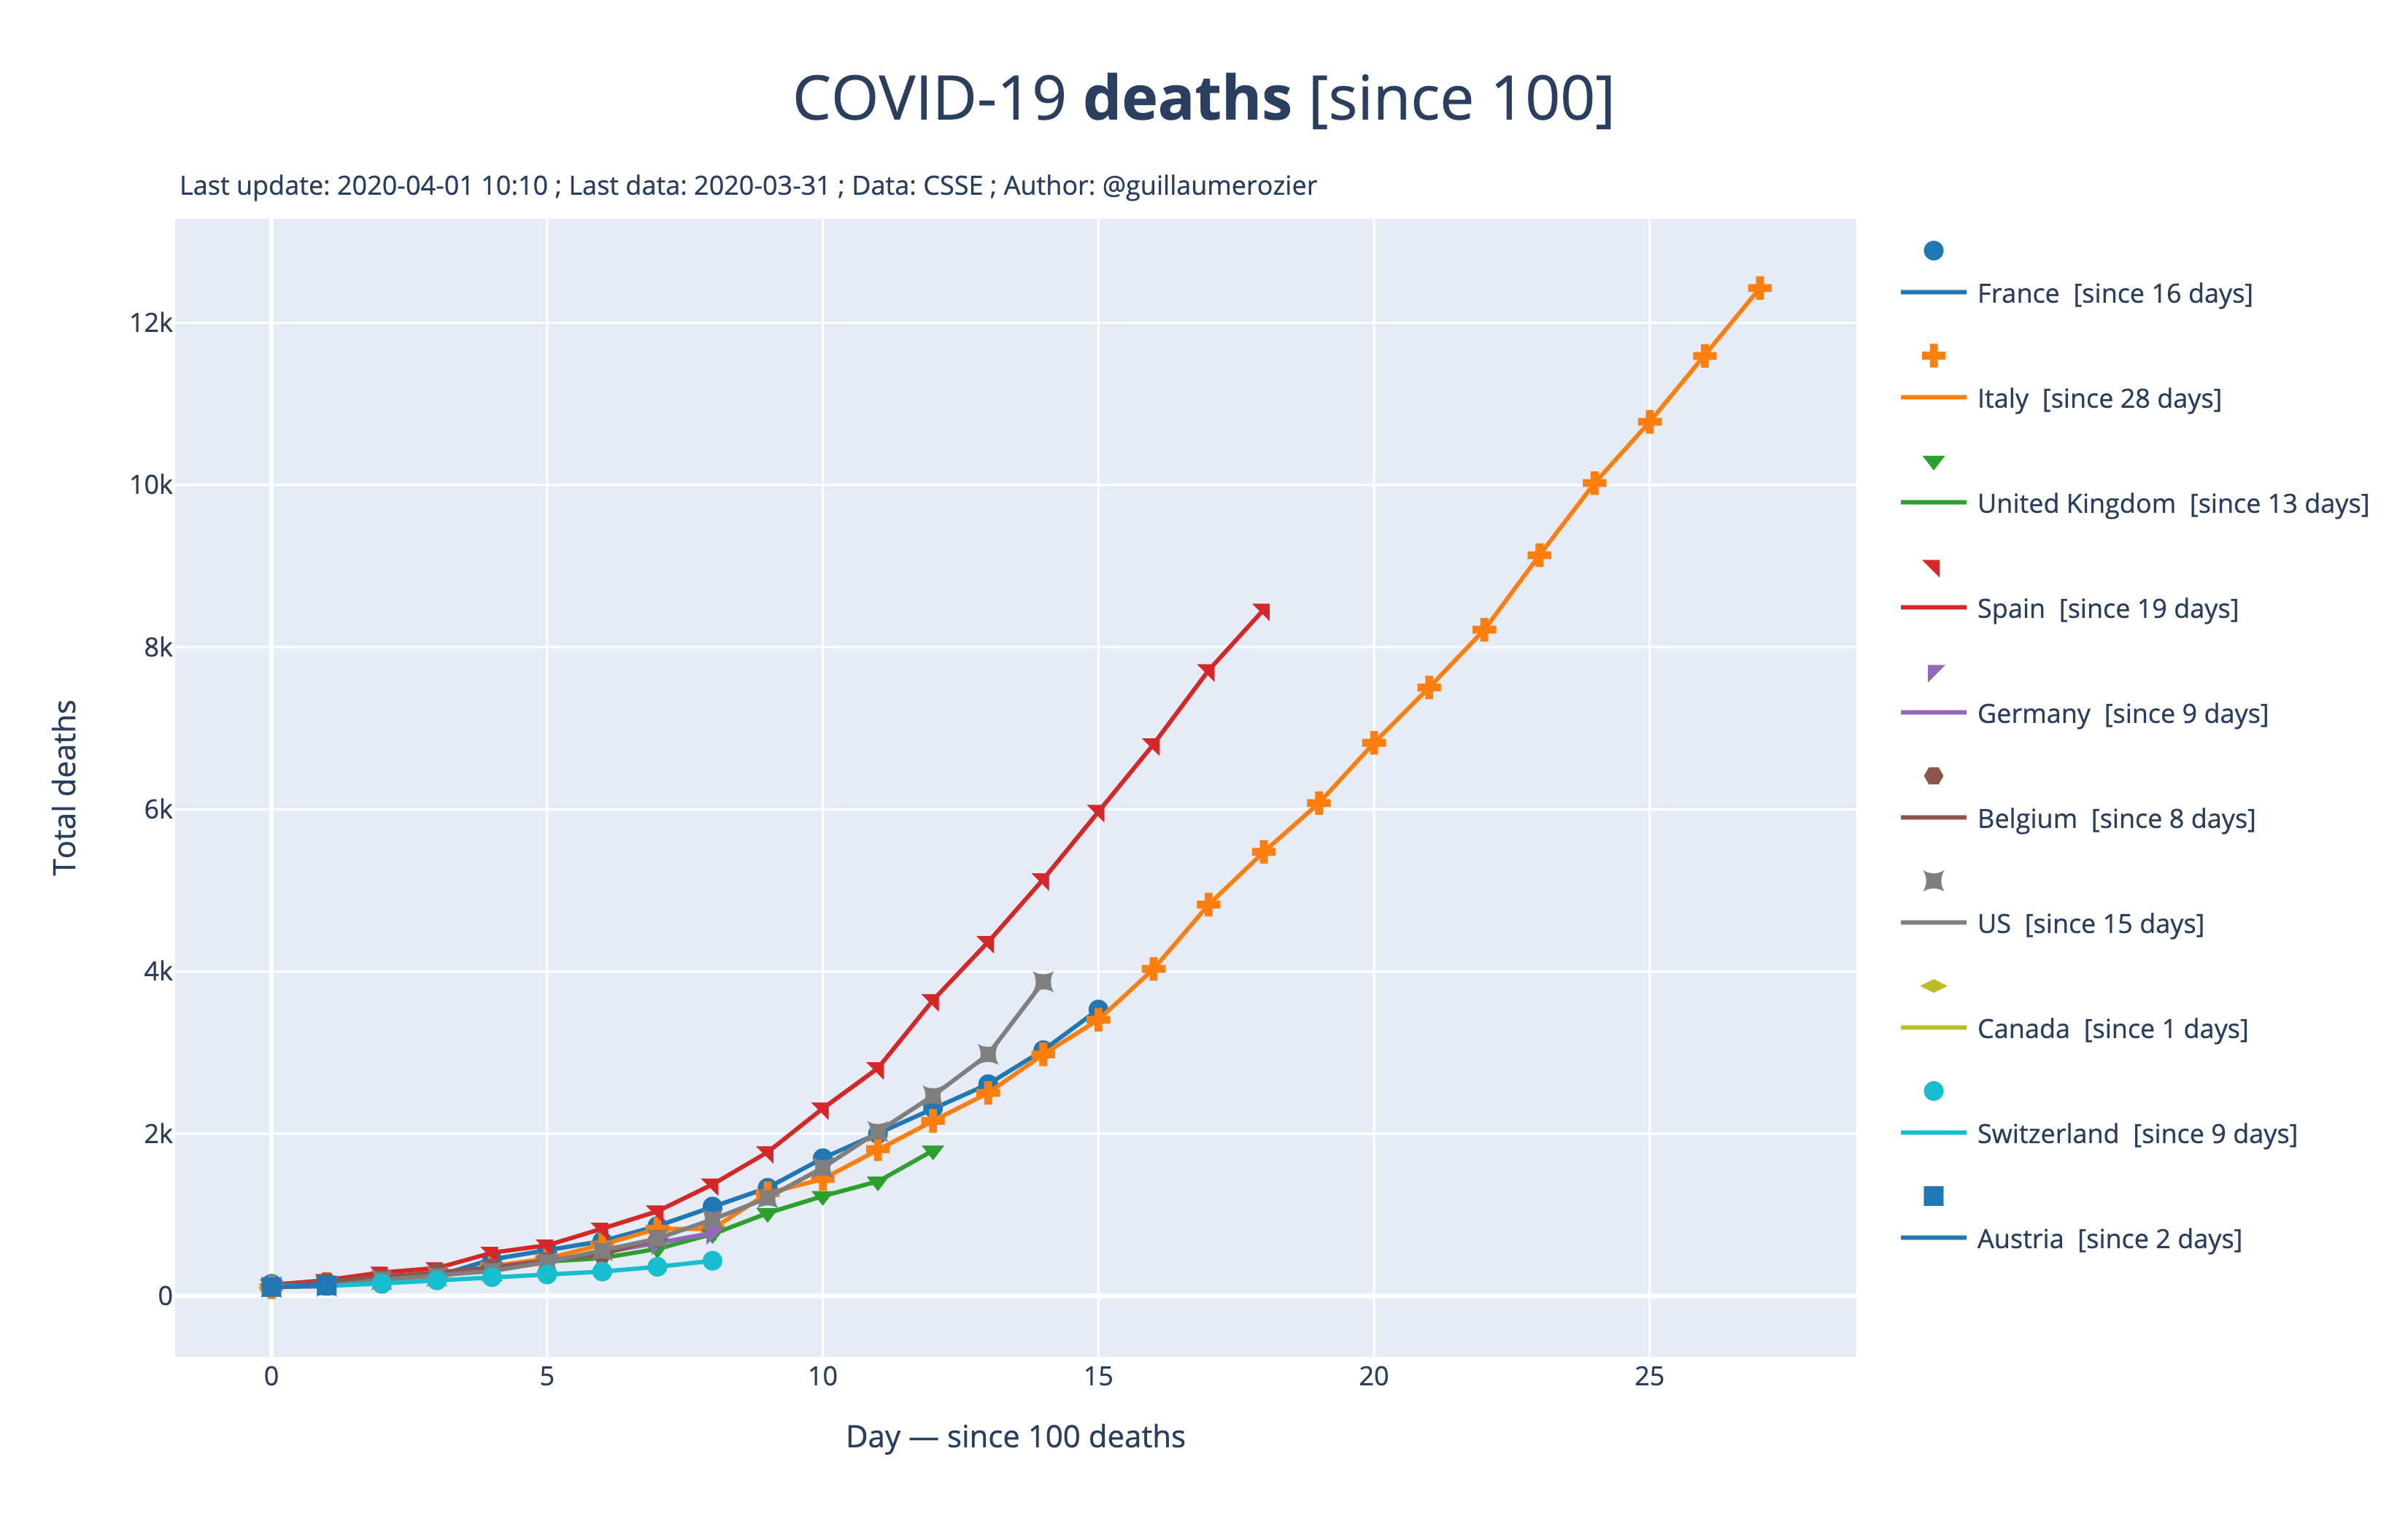 COVID-19 deaths [since 100]
Last update: 2020-04-01 10:10 ; Last data: 2020-03-31 ; Data: CSSE ; Author: @guillaumerozier
Total deaths
12k
10k
8k
6k
4k
2k
0
0 5 10 15 20 25
Day — since 100 deaths
France [since 16 days]
Italy [since 28 days]
United Kingdom [since 13 days]
Spain [since 19 days]
Germany [since 9 days]
Belgium [since 8 days]
US [since 15 days]
Canada [since 1 days]
Switzerland [since 9 days]
Austria [since 2 days]